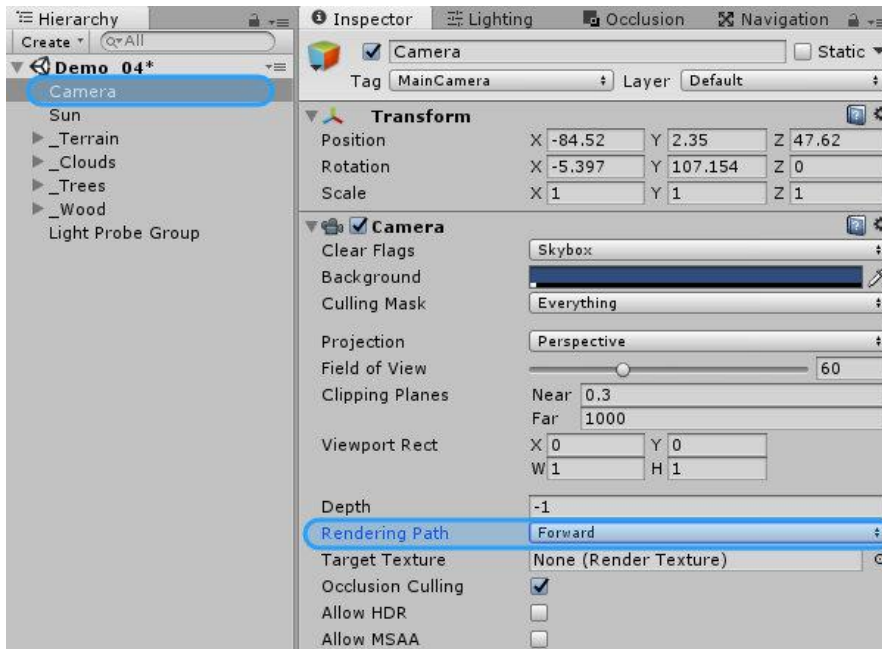 Hierarchy
Create All
Demo_04*
Camera
Sun
_Terrain
_Clouds
_Trees
_Wood
Light Probe Group
Inspector Lighting Occlusion Navigation
Camera Static
Tag MainCamera Layer Default
Transform
Position X -84.52 Y 2.35 Z 47.62
Rotation X -5.397 Y 107.154 Z 0
Scale X 1 Y 1 Z 1
Camera
Clear Flags Skybox
Background
Culling Mask Everything
Projection Perspective
Field of View 60
Clipping Planes Near 0.3
Far 1000
Viewport Rect X 0 Y 0
W 1 H 1
Depth -1
Rendering Path Forward
Target Texture None (Render Texture)
Occlusion Culling
Allow HDR
Allow MSAA